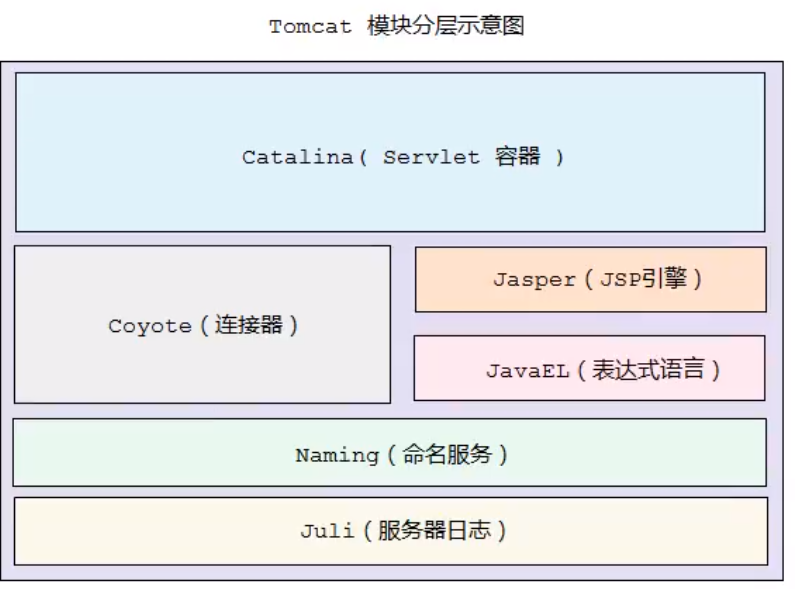 Tomcat 模块分层示意图
Catalina( Servlet 容器 )
Coyote（连接器）
Jasper（JSP引擎）
JavaEL（表达式语言）
Naming（命名服务）
Juli（服务器日志）